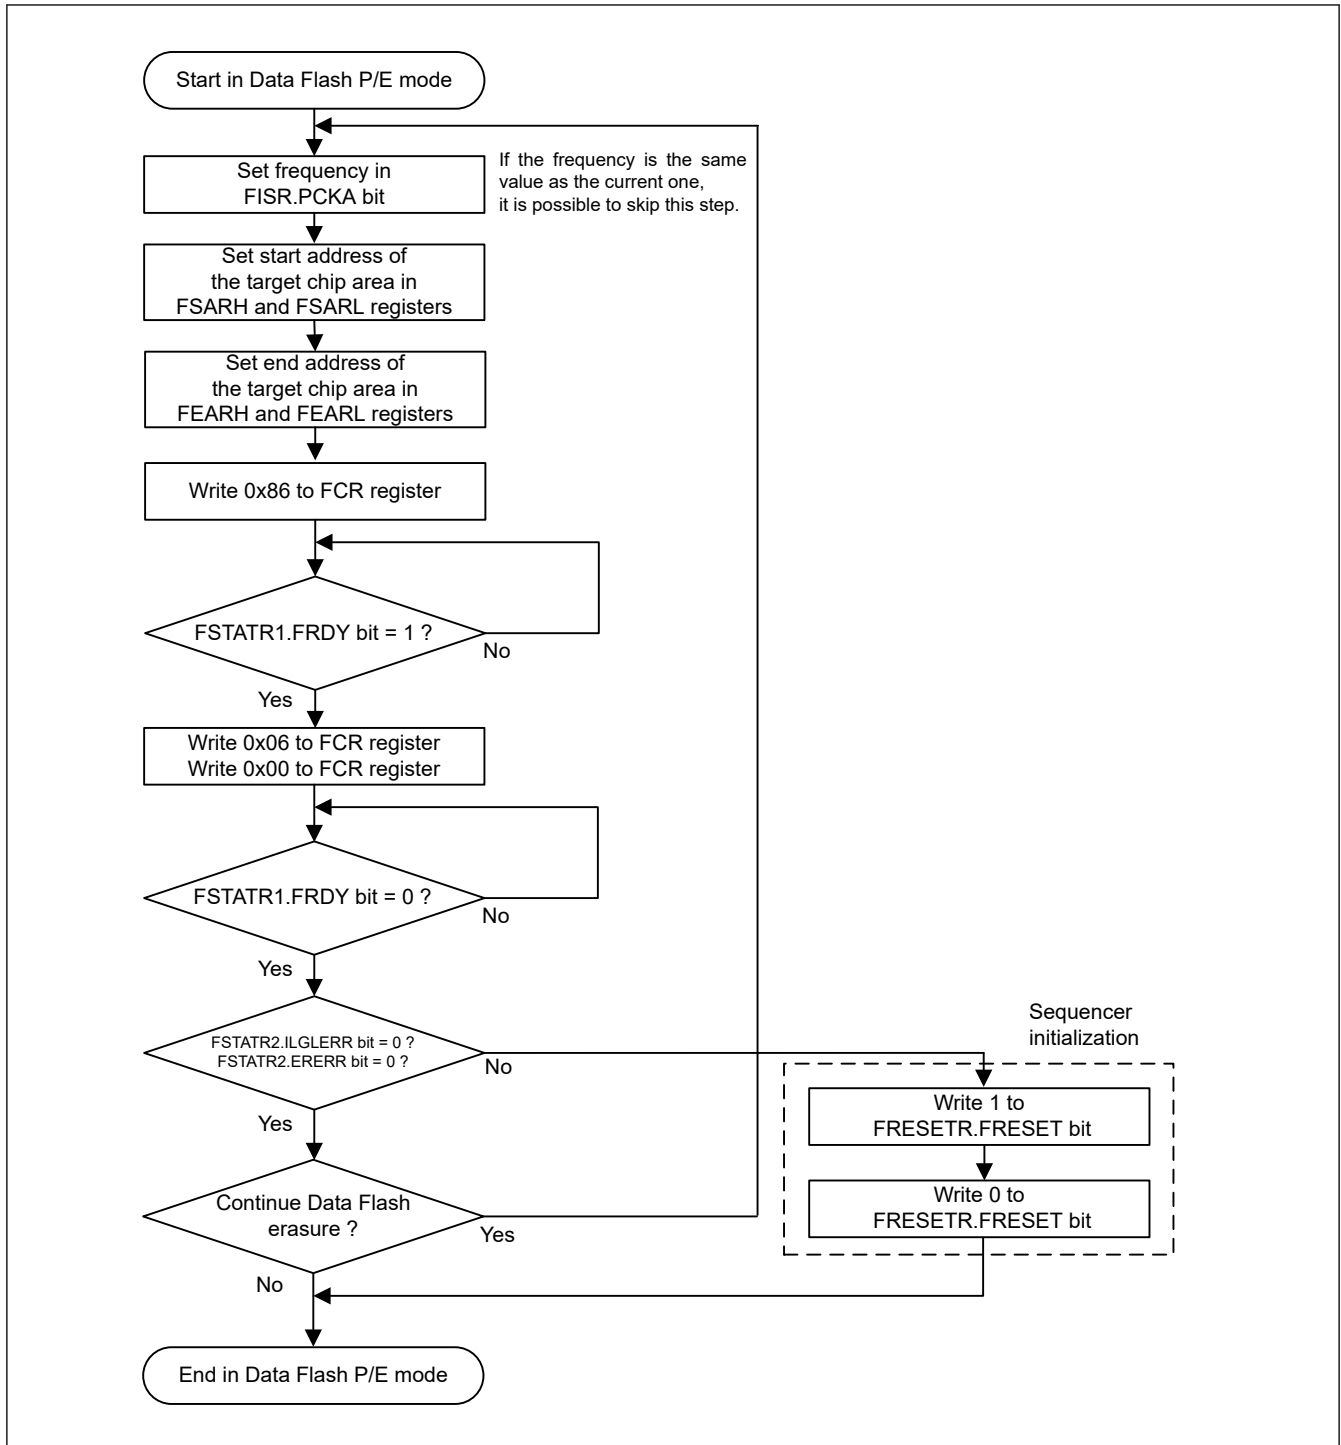 Start in Data Flash P/E mode
Set frequency in
FISR.PCKA bit
If the frequency is the same
value as the current one,
it is possible to skip this step.
Set start address of
the target chip area in
FSARH and FSARL registers
Set end address of
the target chip area in
FEARH and FEARL registers
Write 0x86 to FCR register
FSTATR1.FRDY bit = 1 ?
No
Yes
Write 0x06 to FCR register
Write 0x00 to FCR register
FSTATR1.FRDY bit = 0 ?
No
Yes
FSTATR2.ILGLERR bit = 0 ?
FSTATR2.ERERR bit = 0 ?
No
Yes
Sequencer
initialization
Write 1 to
FRESETR.FRESET bit
Write 0 to
FRESETR.FRESET bit
Continue Data Flash
erasure ?
Yes
No
End in Data Flash P/E mode